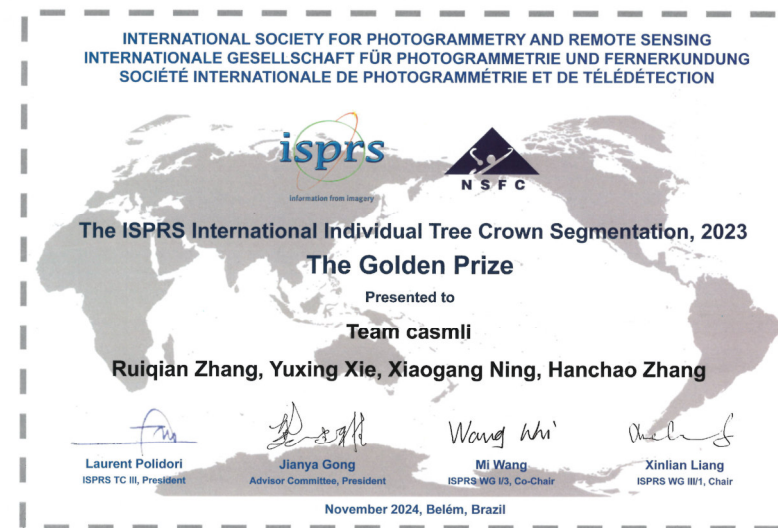 INTERNATIONAL SOCIETY FOR PHOTOGRAMMETRY AND REMOTE SENSING
INTERNATIONALE GESELLSCHAFT FÜR PHOTOGRAMMETRIE UND FERNERKUNDUNG
SOCIÉTÉ INTERNATIONALE DE PHOTOGRAMMÉTRIE ET DE TÉLÉDÉTECTION
isprs
information from imagery
NSFC
The ISPRS International Individual Tree Crown Segmentation, 2023
The Golden Prize
Presented to
Team casmli
Ruiqian Zhang, Yuxing Xie, Xiaogang Ning, Hanchao Zhang
Laurent Polidori
ISPRS TC III, President
Jianya Gong
Advisor Committee, President
Mi Wang
ISPRS WG I/3, Co-Chair
Xinlian Liang
ISPRS WG III/1, Chair
November 2024, Belém, Brazil